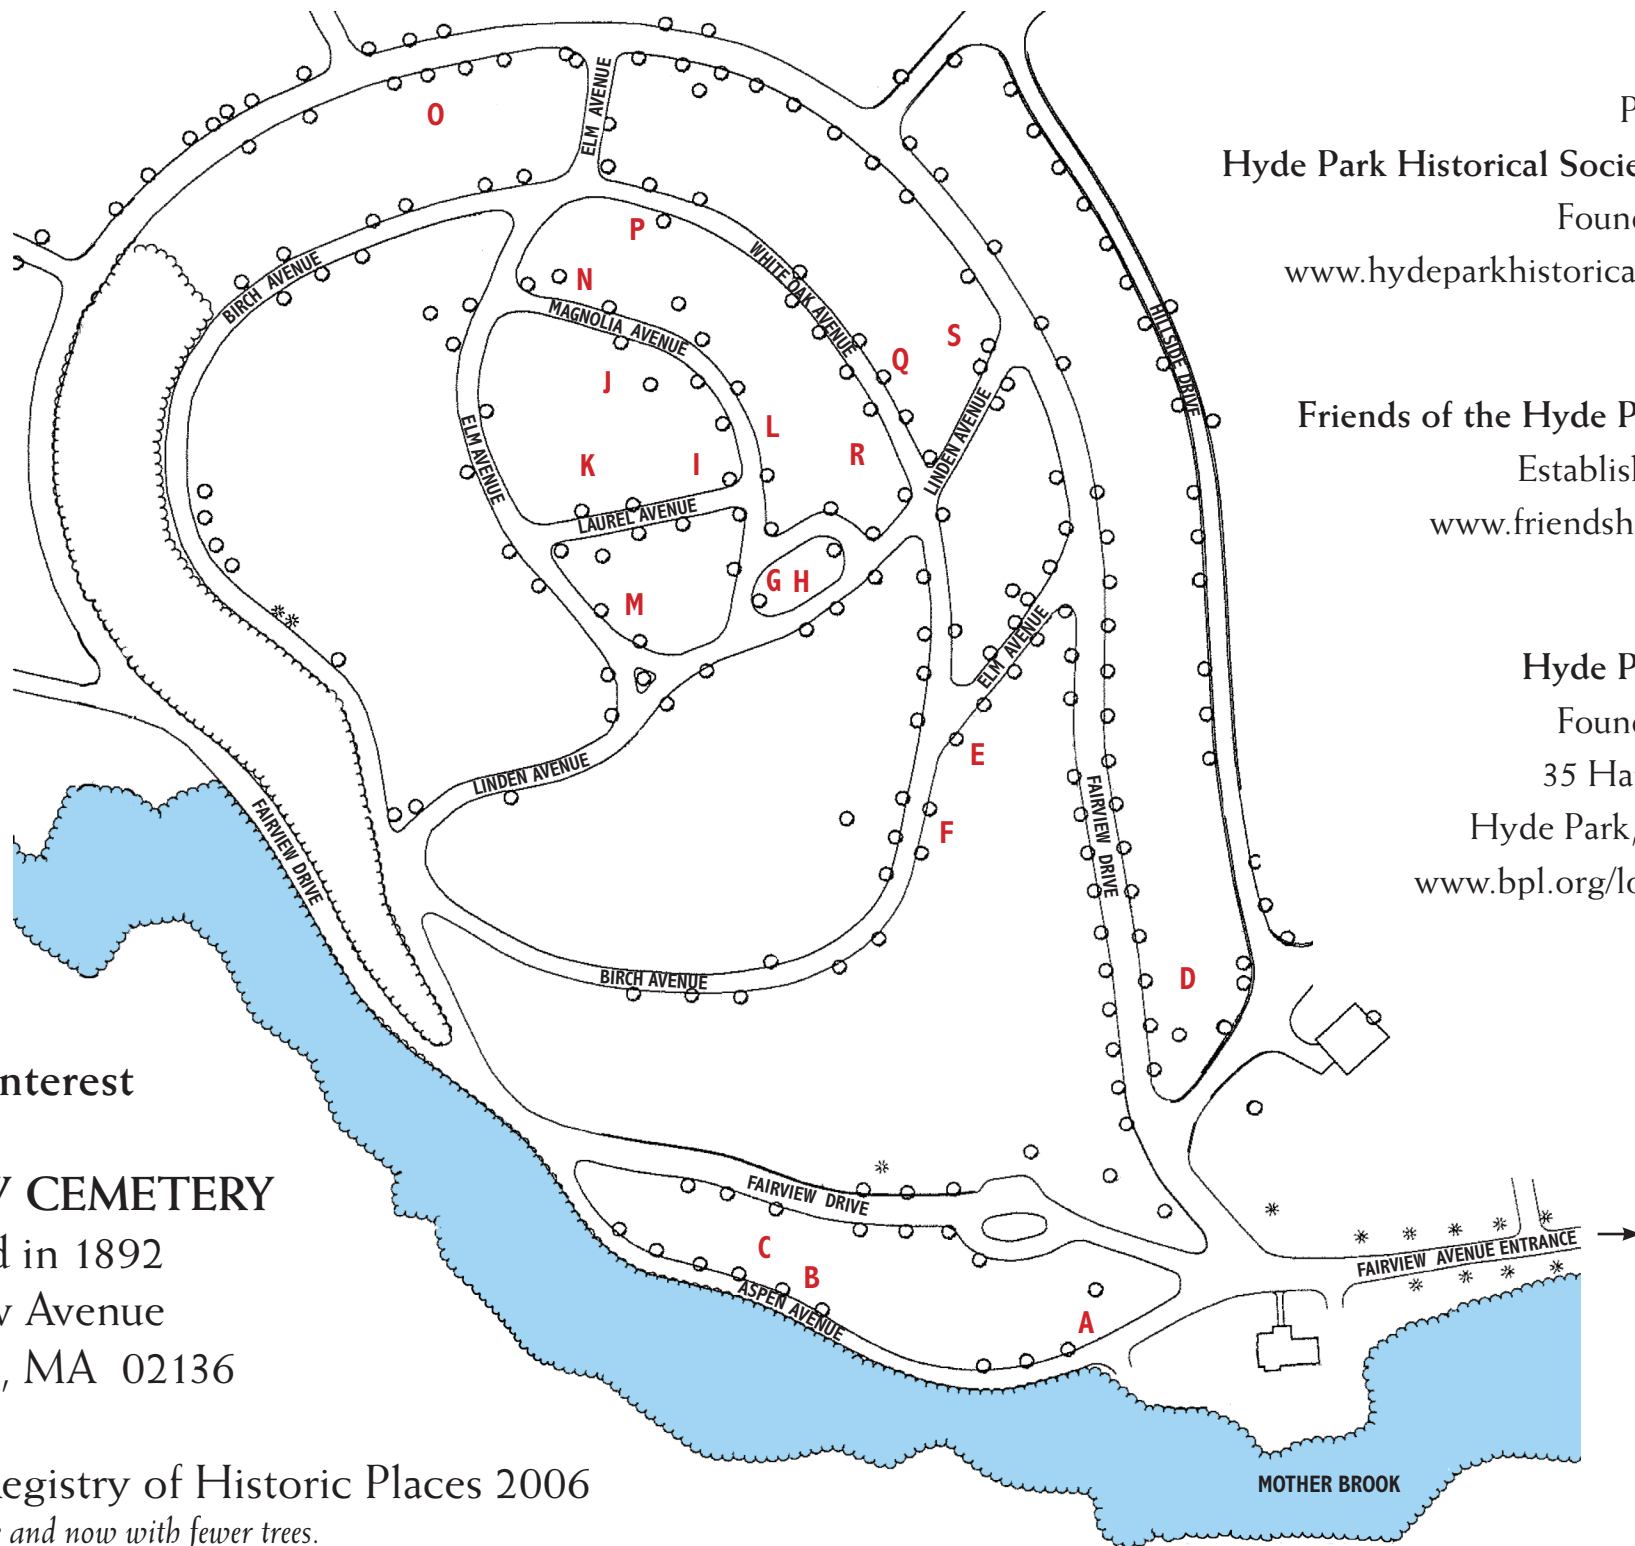 P
Hyde Park Historical Socie
Foun
www.hydeparkhistorica
Friends of the Hyde P
Establis
www.friendsh
Hyde P
Foun
35 Ha
Hyde Park,
www.bpl.org/lo
O
ELM AVENUE
P
N
BIRCH AVENUE
WHITE OAK AVENUE
MAGNOLIA AVENUE
HILLSIDE DRIVE
S
Q
J
L
ELM AVENUE
LINDEN AVENUE
K
I
R
LAUREL AVENUE
G H
M
ELM AVENUE
E
LINDEN AVENUE
FAIRVIEW DRIVE
FAIRVIEW DRIVE
F
BIRCH AVENUE
D
FAIRVIEW DRIVE
C
B
ASPEN AVENUE
A
FAIRVIEW AVENUE ENTRANCE
MOTHER BROOK
nterest
CEMETERY
d in 1892
Avenue
, MA 02136
egistry of Historic Places 2006
and now with fewer trees.